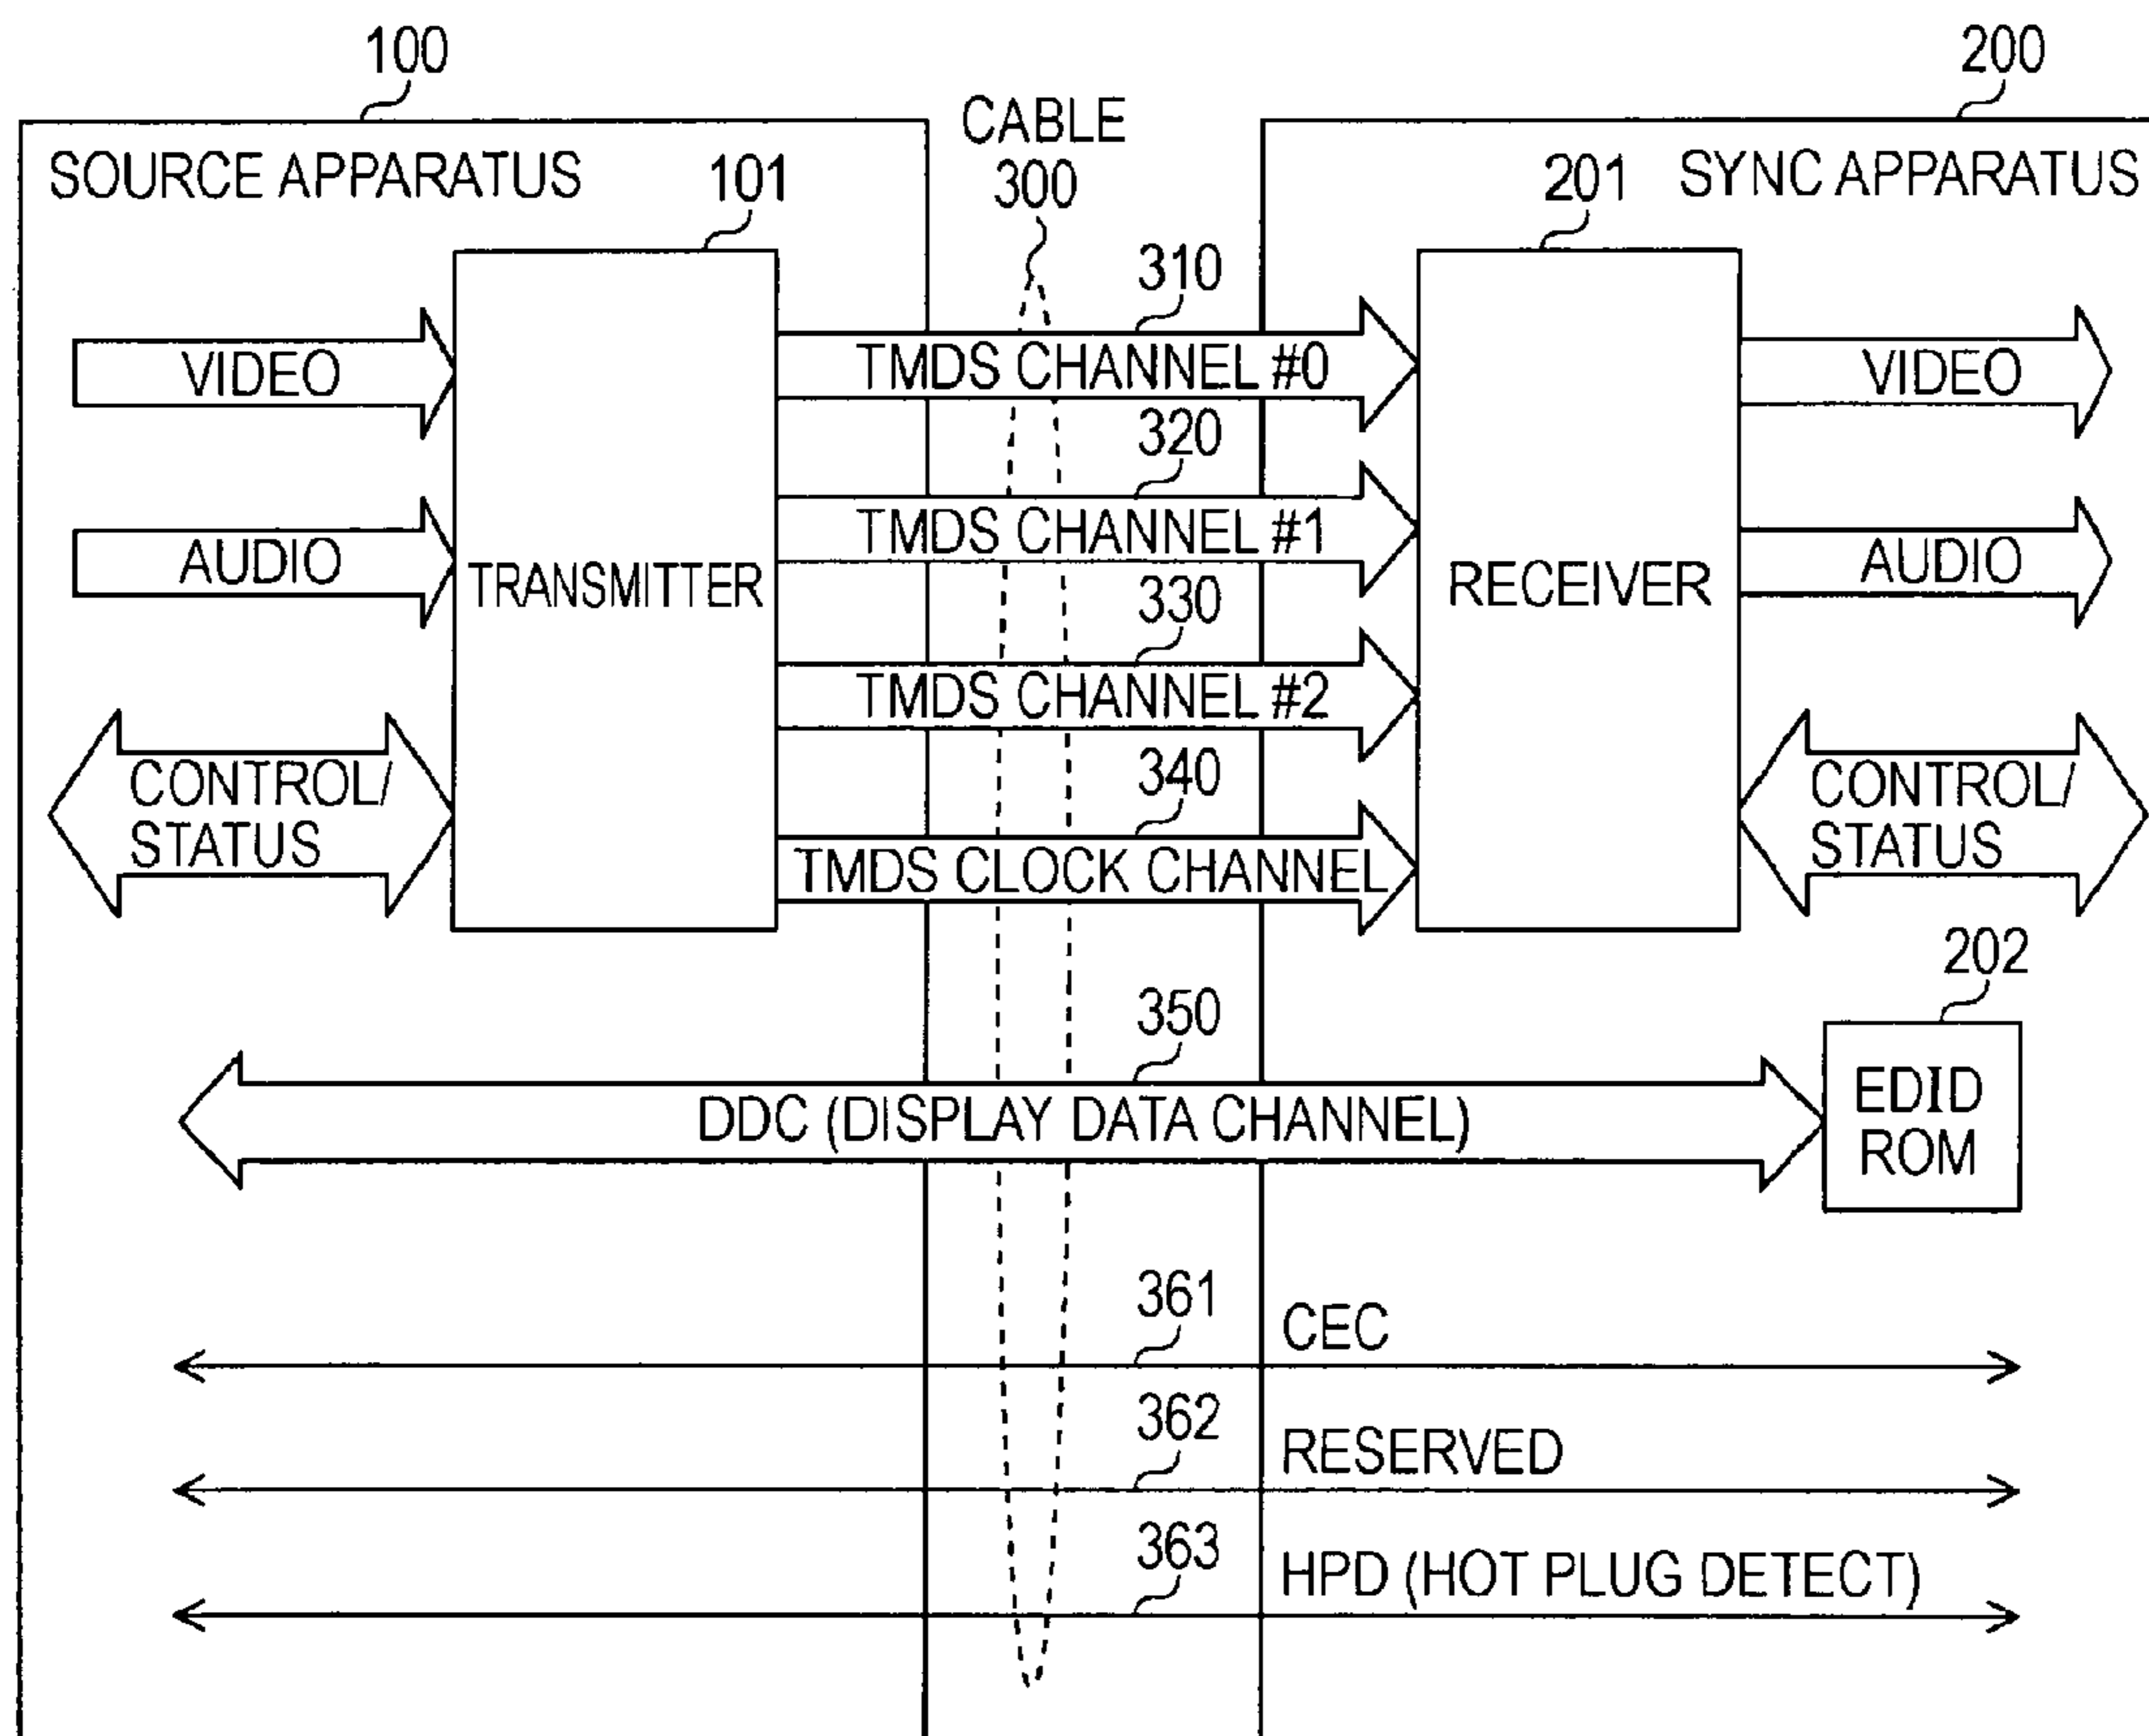 100
200
CABLE
300
SOURCE APPARATUS
101
201
SYNC APPARATUS
310
VIDEO
TMDS CHANNEL #0
VIDEO
320
AUDIO
TMDS CHANNEL #1
AUDIO
TRANSMITTER
RECEIVER
330
TMDS CHANNEL #2
340
CONTROL/
STATUS
CONTROL/
STATUS
TMDS CLOCK CHANNEL
202
350
DDC (DISPLAY DATA CHANNEL)
EDID
ROM
361
CEC
362
RESERVED
363
HPD (HOT PLUG DETECT)